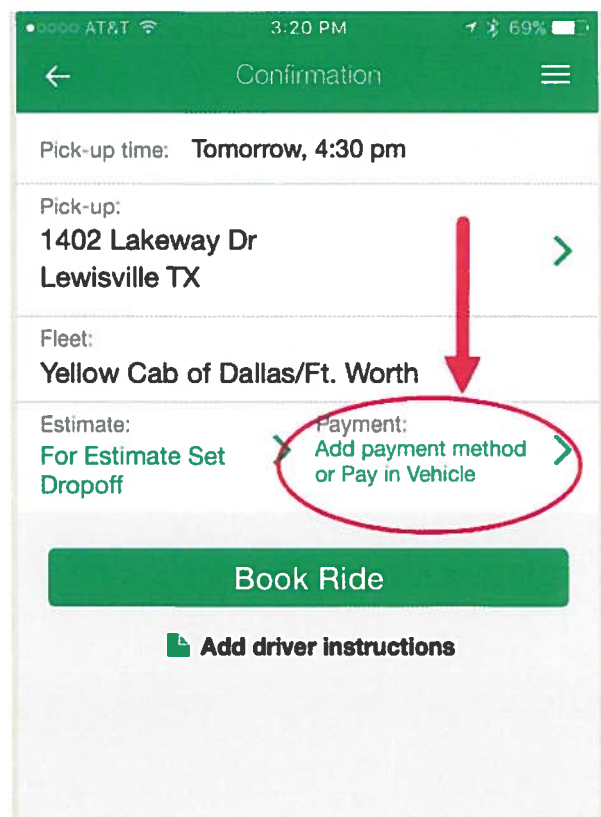 AT&T 3:20 PM 69%
Confirmation
Pick-up time: Tomorrow, 4:30 pm
Pick-up:
1402 Lakeway Dr
Lewisville TX
Fleet:
Yellow Cab of Dallas/Ft. Worth
Estimate:
For Estimate Set
Dropoff
Payment:
Add payment method
or Pay in Vehicle
Book Ride
Add driver instructions